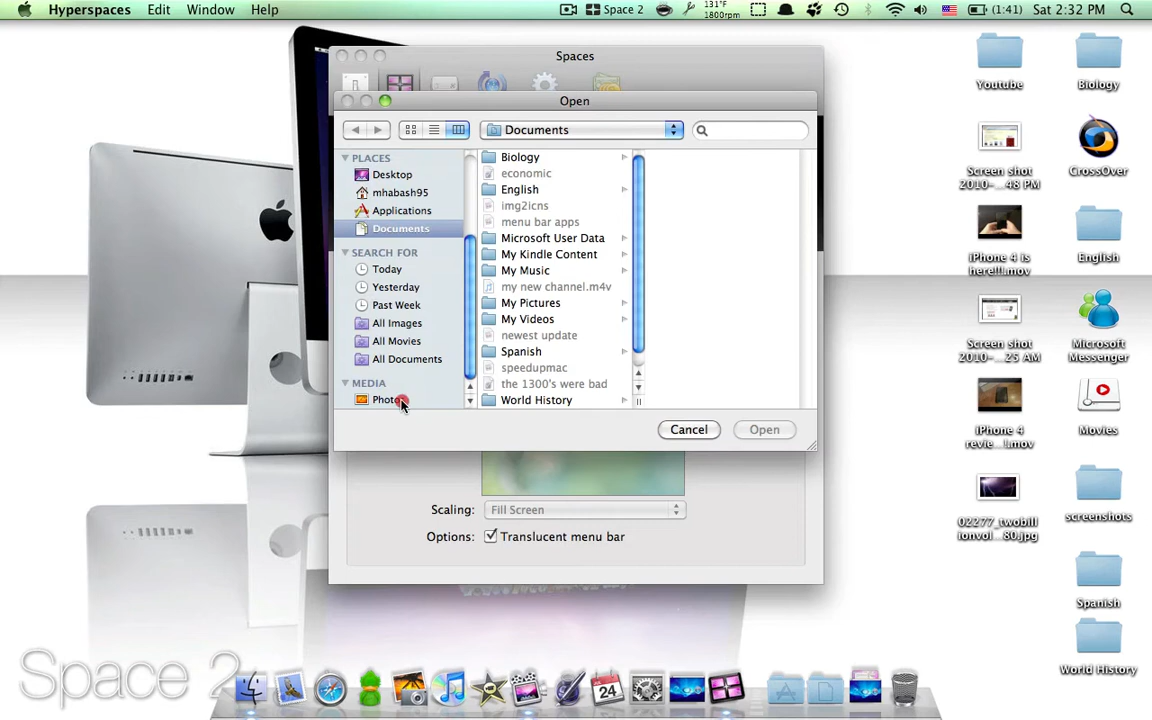 Hyperspaces Edit Window Help
Space 2 131°F 1800rpm (1:41) Sat 2:32 PM
Spaces
Open
Documents
PLACES
Desktop
mhabash95
Applications
Documents
SEARCH FOR
Today
Yesterday
Past Week
All Images
All Movies
All Documents
MEDIA
Biology
economic
English
img2icns
menu bar apps
Microsoft User Data
My Kindle Content
My Music
my new channel.m4v
My Pictures
My Videos
newest update
Spanish
speedupmac
the 1300's were bad
World History
Cancel Open
Scaling: Fill Screen
Options: Translucent menu bar
Youtube
Biology
Screen shot 2010-...48 PM
CrossOver
iPhone 4 is here!!!.mov
English
Screen shot 2010-...25 AM
Microsoft Messenger
iPhone 4 revie...!.mov
Movies
02277_twobillionvol...80.jpg
screenshots
Spanish
World History
Space 2
24